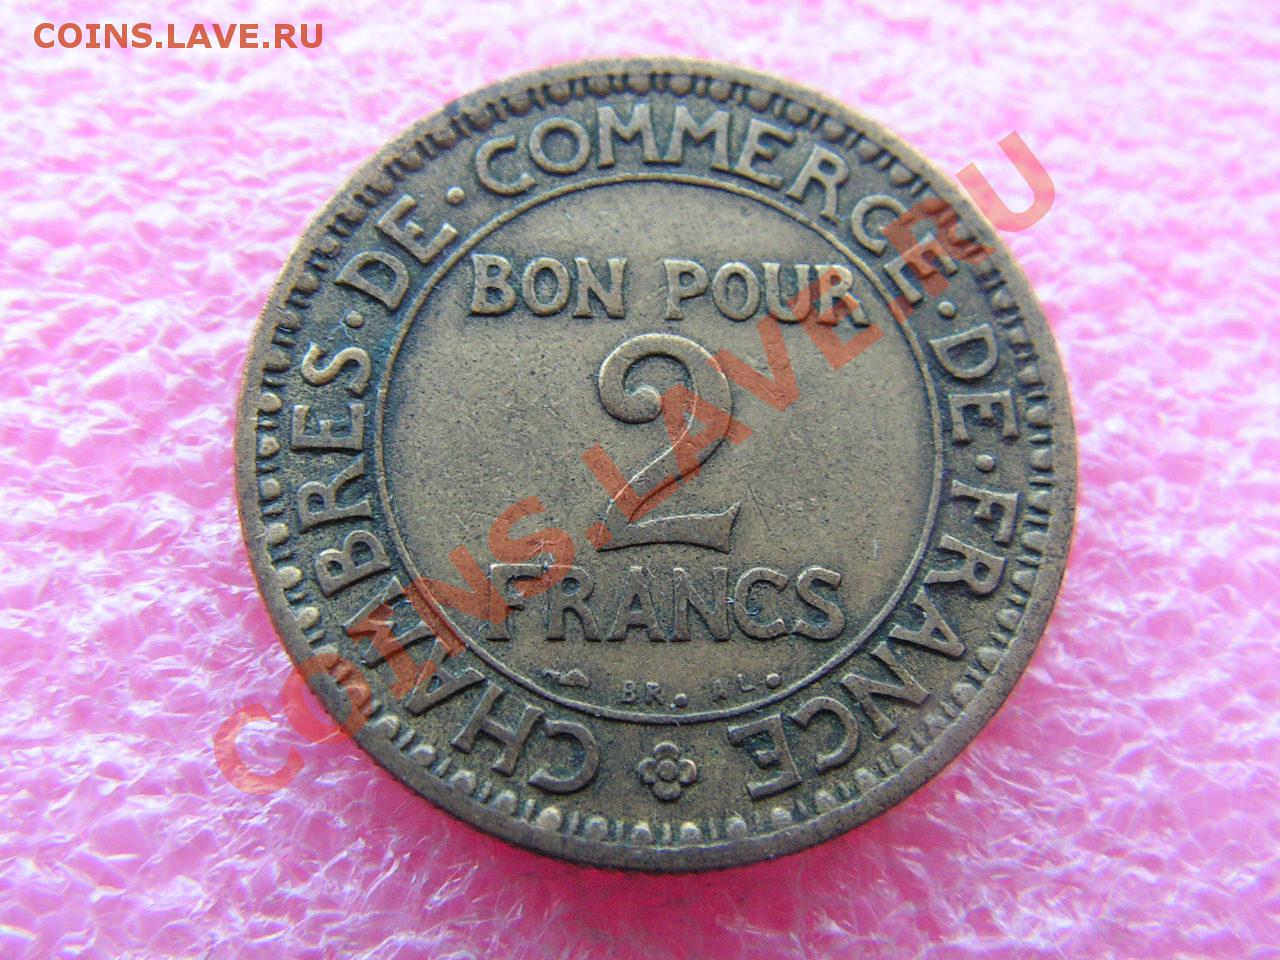 COINS.LAVE.RU
CHAMBRES·DE·COMMERCE·DE·FRANCE
BON POUR
2
FRANCS
BR. AL.
COINS.LAVE.RU